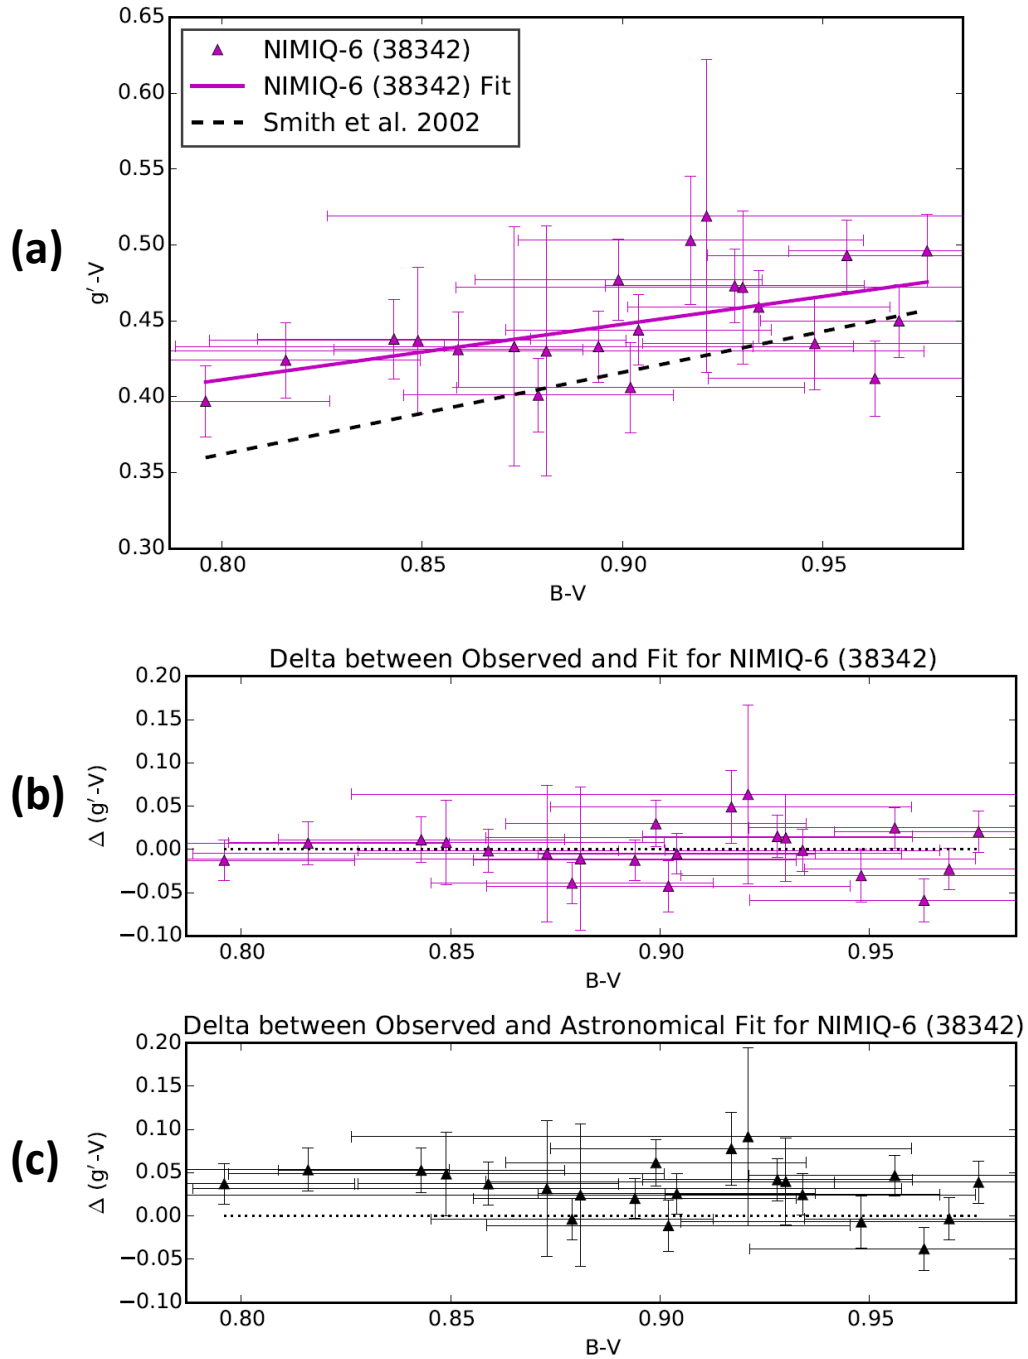 (a)
g′-V
0.65
0.60
0.55
0.50
0.45
0.40
0.35
0.30
NIMIQ-6 (38342)
NIMIQ-6 (38342) Fit
Smith et al. 2002
0.80 0.85 0.90 0.95
B-V
Delta between Observed and Fit for NIMIQ-6 (38342)
(b)
Δ (g′-V)
0.20
0.15
0.10
0.05
0.00
−0.05
−0.10
0.80 0.85 0.90 0.95
B-V
Delta between Observed and Astronomical Fit for NIMIQ-6 (38342)
(c)
Δ (g′-V)
0.20
0.15
0.10
0.05
0.00
−0.05
−0.10
0.80 0.85 0.90 0.95
B-V